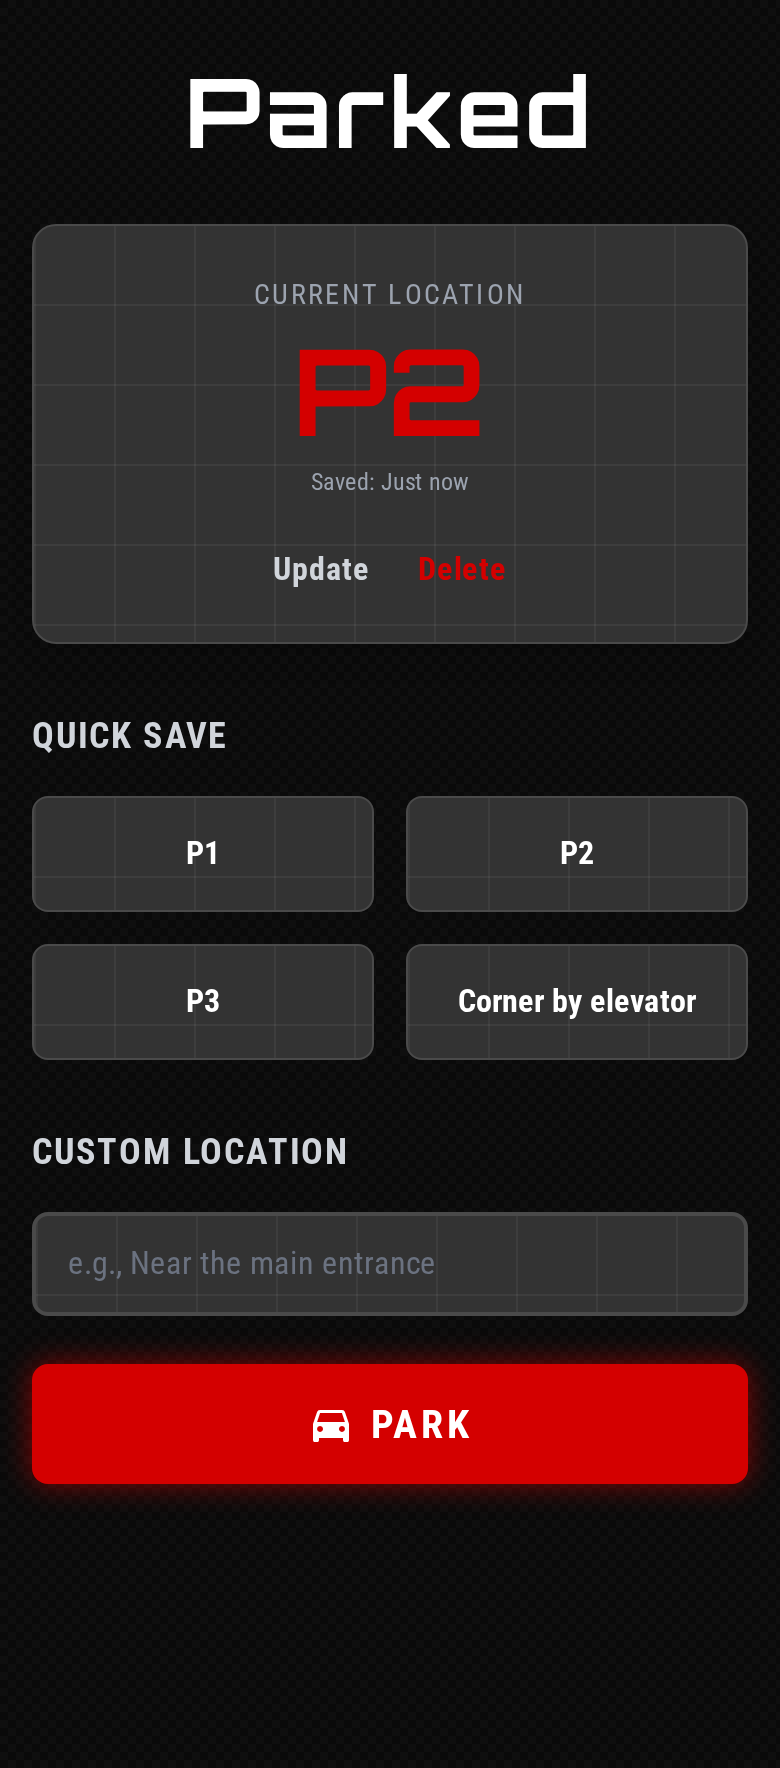 Parked
CURRENT LOCATION
P2
Saved: Just now
Update Delete
QUICK SAVE
P1 P2
P3 Corner by elevator
CUSTOM LOCATION
e.g., Near the main entrance
PARK